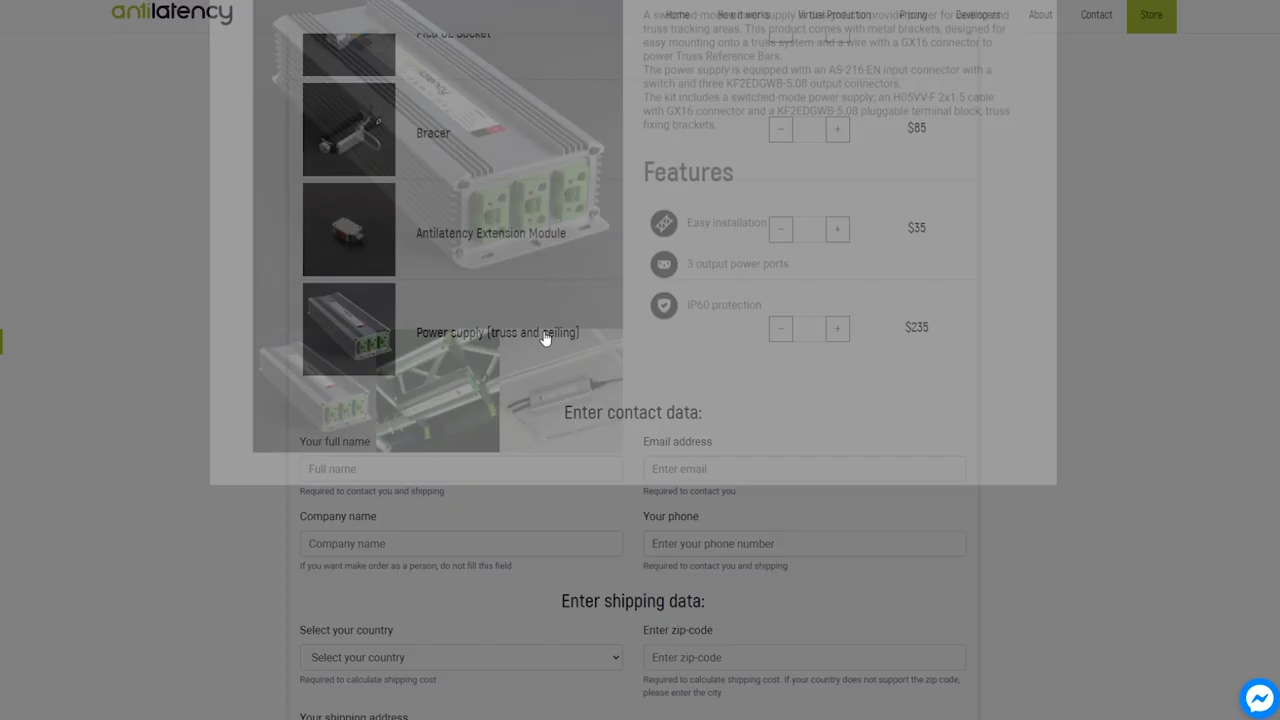 antilatency
Home
How it works
Virtual Production
Pricing
Developers
About
Contact
Store
Pico G2 Socket
A switched-mode power supply designed to provide power for ceiling and
truss tracking areas. This product comes with metal brackets, designed for
easy mounting onto a truss system and a wire with a GX16 connector to
power Truss Reference Bars.
The power supply is equipped with an AS-216-EN input connector with a
switch and three KF2EDGWB-5.08 output connectors.
The kit includes a switched-mode power supply; an H05VV-F 2x1.5 cable
with GX16 connector and a KF2EDGWB-5.08 pluggable terminal block; truss
fixing brackets.
Bracer
− +
$85
Features
Easy installation
Antilatency Extension Module
− +
$35
3 output power ports
IP60 protection
Power supply (truss and ceiling)
− +
$235
Enter contact data:
Your full name
Email address
Full name
Enter email
Required to contact you and shipping
Required to contact you
Company name
Your phone
Company name
Enter your phone number
If you want make order as a person, do not fill this field
Required to contact you and shipping
Enter shipping data:
Select your country
Enter zip-code
Select your country
Enter zip-code
Required to calculate shipping cost
Required to calculate shipping cost. If your country does not support the zip code,
please enter the city
Your shipping address